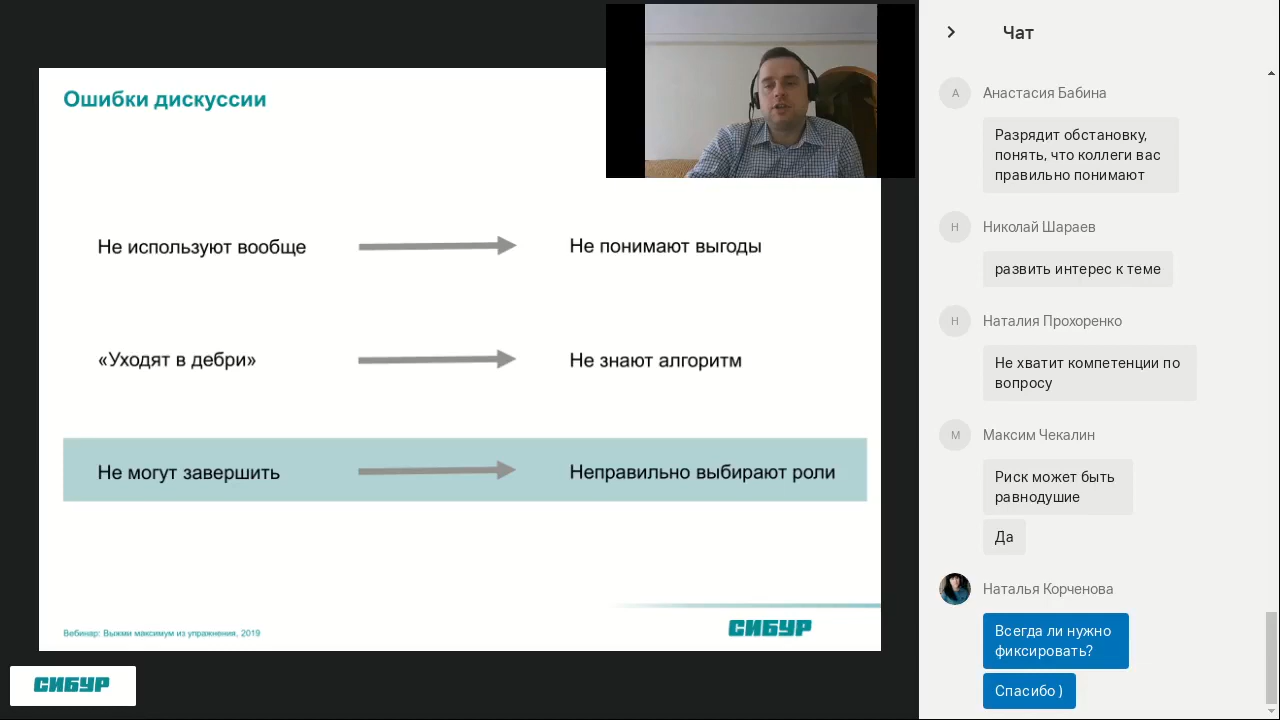 Ошибки дискуссии
Не используют вообще
Не понимают выгоды
«Уходят в дебри»
Не знают алгоритм
Не могут завершить
Неправильно выбирают роли
Вебинар: Выжми максимум из упражнения, 2019
СИБУР
СИБУР
Чат
А
Анастасия Бабина
Разрядит обстановку,
понять, что коллеги вас
правильно понимают
Н
Николай Шараев
развить интерес к теме
Н
Наталия Прохоренко
Не хватит компетенции по
вопросу
М
Максим Чекалин
Риск может быть
равнодушие
Да
Наталья Корченова
Всегда ли нужно
фиксировать?
Спасибо )